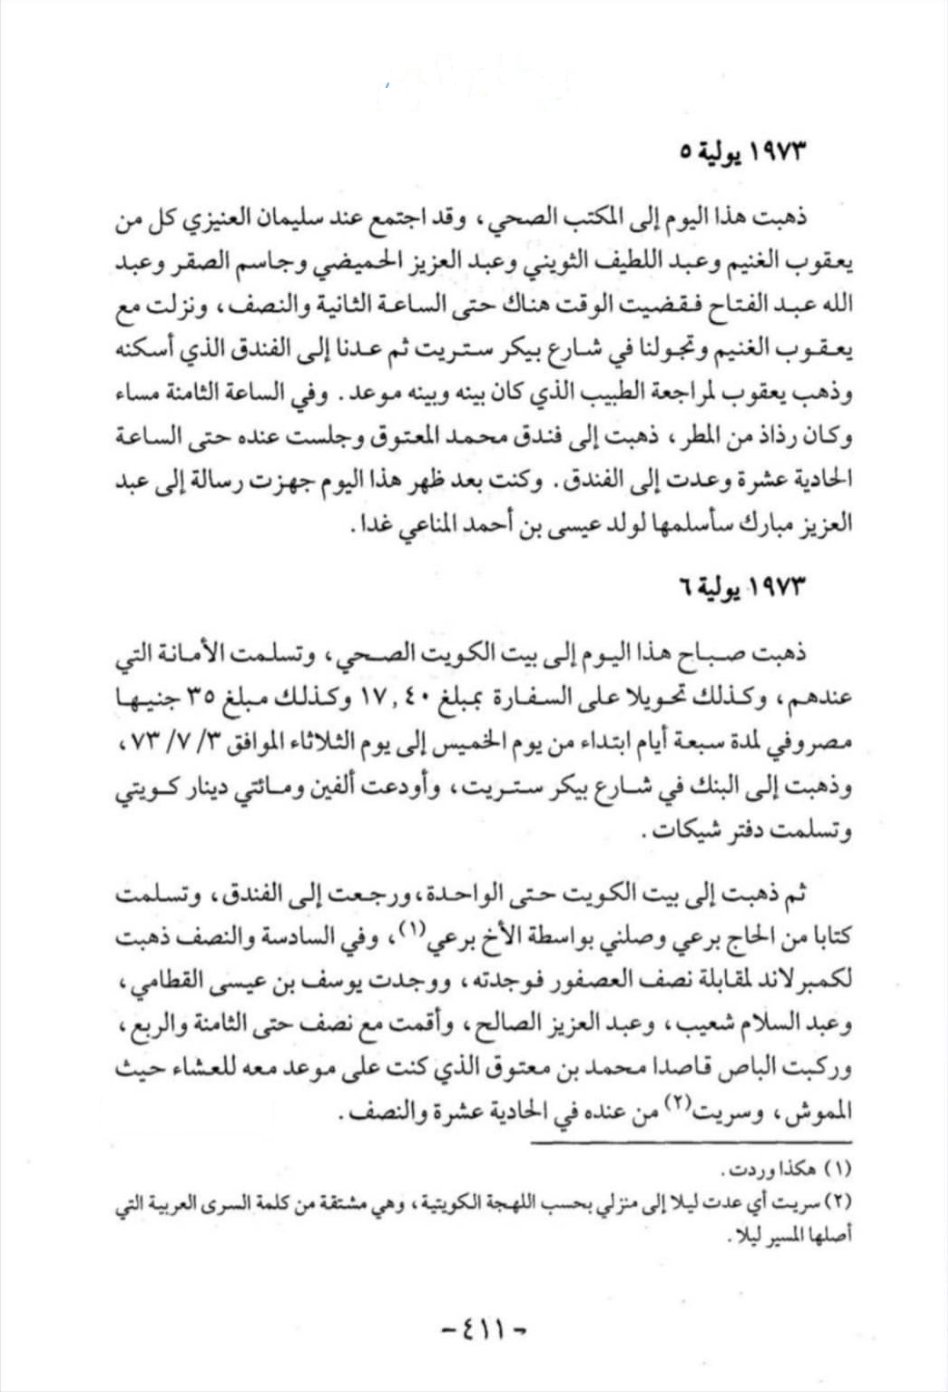 ١٩٧٣ يولية ٥
ذهبت هذا اليوم إلى المكتب الصحي، وقد اجتمع عند سليمان العنيزي كل من
يعقوب الغنيم وعبد اللطيف الثويني وعبد العزيز الحميضي وجاسم الصقر وعبد
الله عبد الفتاح فقضيت الوقت هناك حتى الساعة الثانية والنصف، ونزلت مع
يعقوب الغنيم وتجولنا في شارع بيكر ستريت ثم عدنا إلى الفندق الذي أسكنه
وذهب يعقوب لمراجعة الطبيب الذي كان بينه وبينه موعد. وفي الساعة الثامنة مساء
وكان رذاذ من المطر، ذهبت إلى فندق محمد المعتوق وجلست عنده حتى الساعة
الحادية عشرة وعدت إلى الفندق. وكنت بعد ظهر هذا اليوم جهزت رسالة إلى عبد
العزيز مبارك سأسلمها لولد عيسى بن أحمد المناعي غدا.
١٩٧٣ يولية ٦
ذهبت صباح هذا اليوم إلى بيت الكويت الصحي، وتسلمت الأمانة التي
عندهم، وكذلك تحويلا على السفارة بمبلغ ١٧,٤٠ وكذلك مبلغ ٣٥ جنيها
مصروفي لمدة سبعة أيام ابتداء من يوم الخميس إلى يوم الثلاثاء الموافق ٣/ ٧/ ٧٣،
وذهبت إلى البنك في شارع بيكر ستريت، وأودعت ألفين ومائتي دينار كويتي
وتسلمت دفتر شيكات.
ثم ذهبت إلى بيت الكويت حتى الواحدة، ورجعت إلى الفندق، وتسلمت
كتابا من الحاج برعي وصلني بواسطة الأخ برعي(١)، وفي السادسة والنصف ذهبت
لكمبرلاند لمقابلة نصف العصفور فوجدته، ووجدت يوسف بن عيسى القطامي،
وعبد السلام شعيب، وعبد العزيز الصالح، وأقمت مع نصف حتى الثامنة والربع،
وركبت الباص قاصدا محمد بن معتوق الذي كنت على موعد معه للعشاء حيث
المموش، وسريت(٢) من عنده في الحادية عشرة والنصف.
(١) هكذا وردت.
(٢) سريت أي عدت ليلا إلى منزلي بحسب اللهجة الكويتية، وهي مشتقة من كلمة السرى العربية التي
أصلها المسير ليلا.
-٤١١-